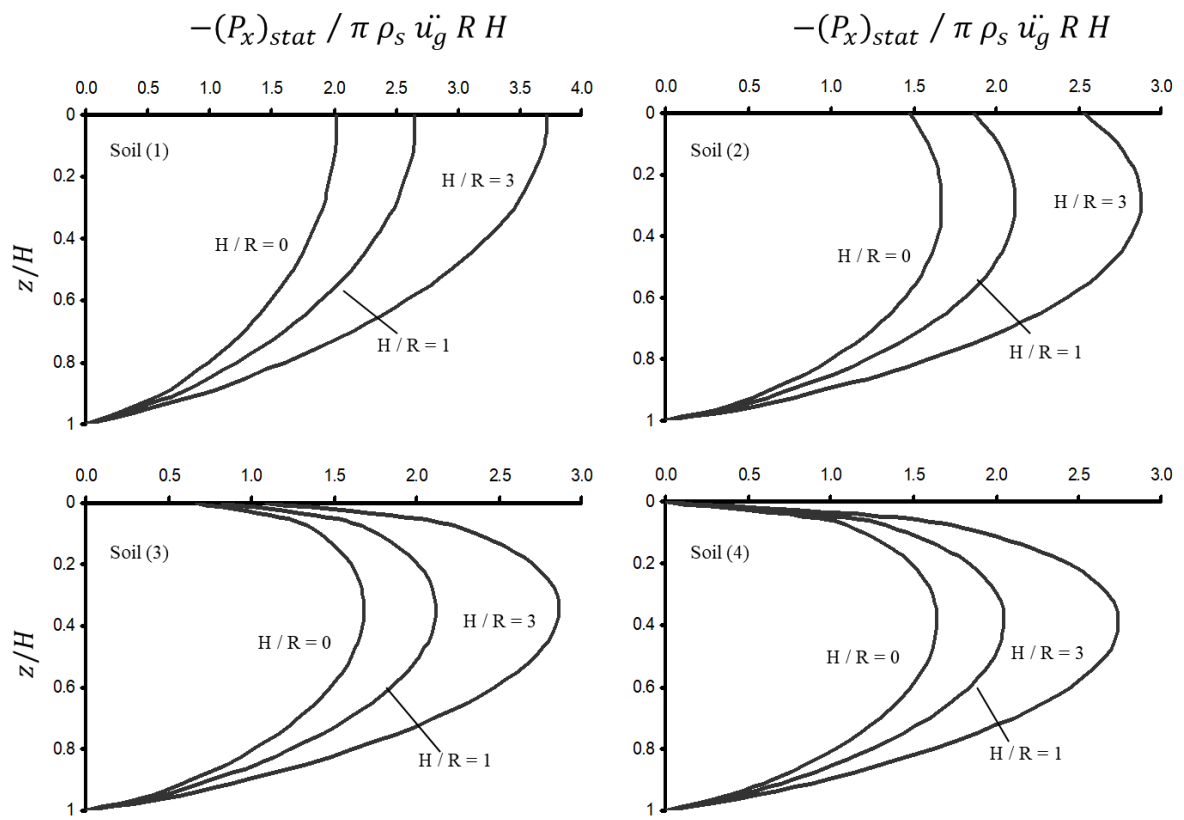 −(P_x)_stat / π ρ_s ü_g R H
−(P_x)_stat / π ρ_s ü_g R H
0.0 0.5 1.0 1.5 2.0 2.5 3.0 3.5 4.0
0
0.2
0.4
0.6
0.8
1
z/H
Soil (1)
H / R = 3
H / R = 0
H / R = 1
0.0 0.5 1.0 1.5 2.0 2.5 3.0
0
0.2
0.4
0.6
0.8
1
Soil (2)
H / R = 3
H / R = 0
H / R = 1
0.0 0.5 1.0 1.5 2.0 2.5 3.0
0
0.2
0.4
0.6
0.8
1
z/H
Soil (3)
H / R = 3
H / R = 0
H / R = 1
0.0 0.5 1.0 1.5 2.0 2.5 3.0
0
0.2
0.4
0.6
0.8
1
Soil (4)
H / R = 0
H / R = 3
H / R = 1